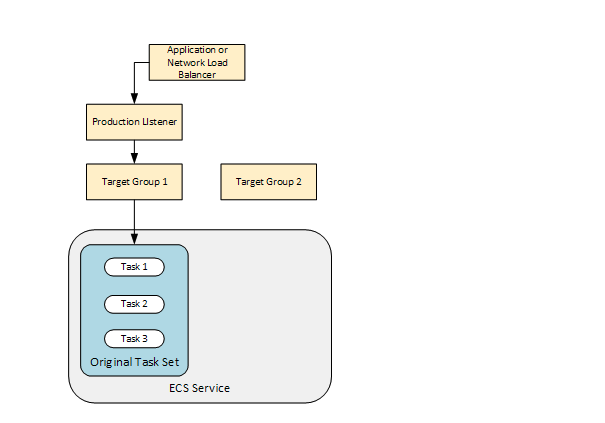 Application or
Network Load
Balancer
Production LIstener
Target Group 1
Target Group 2
Task 1
Task 2
Task 3
Original Task Set
ECS Service